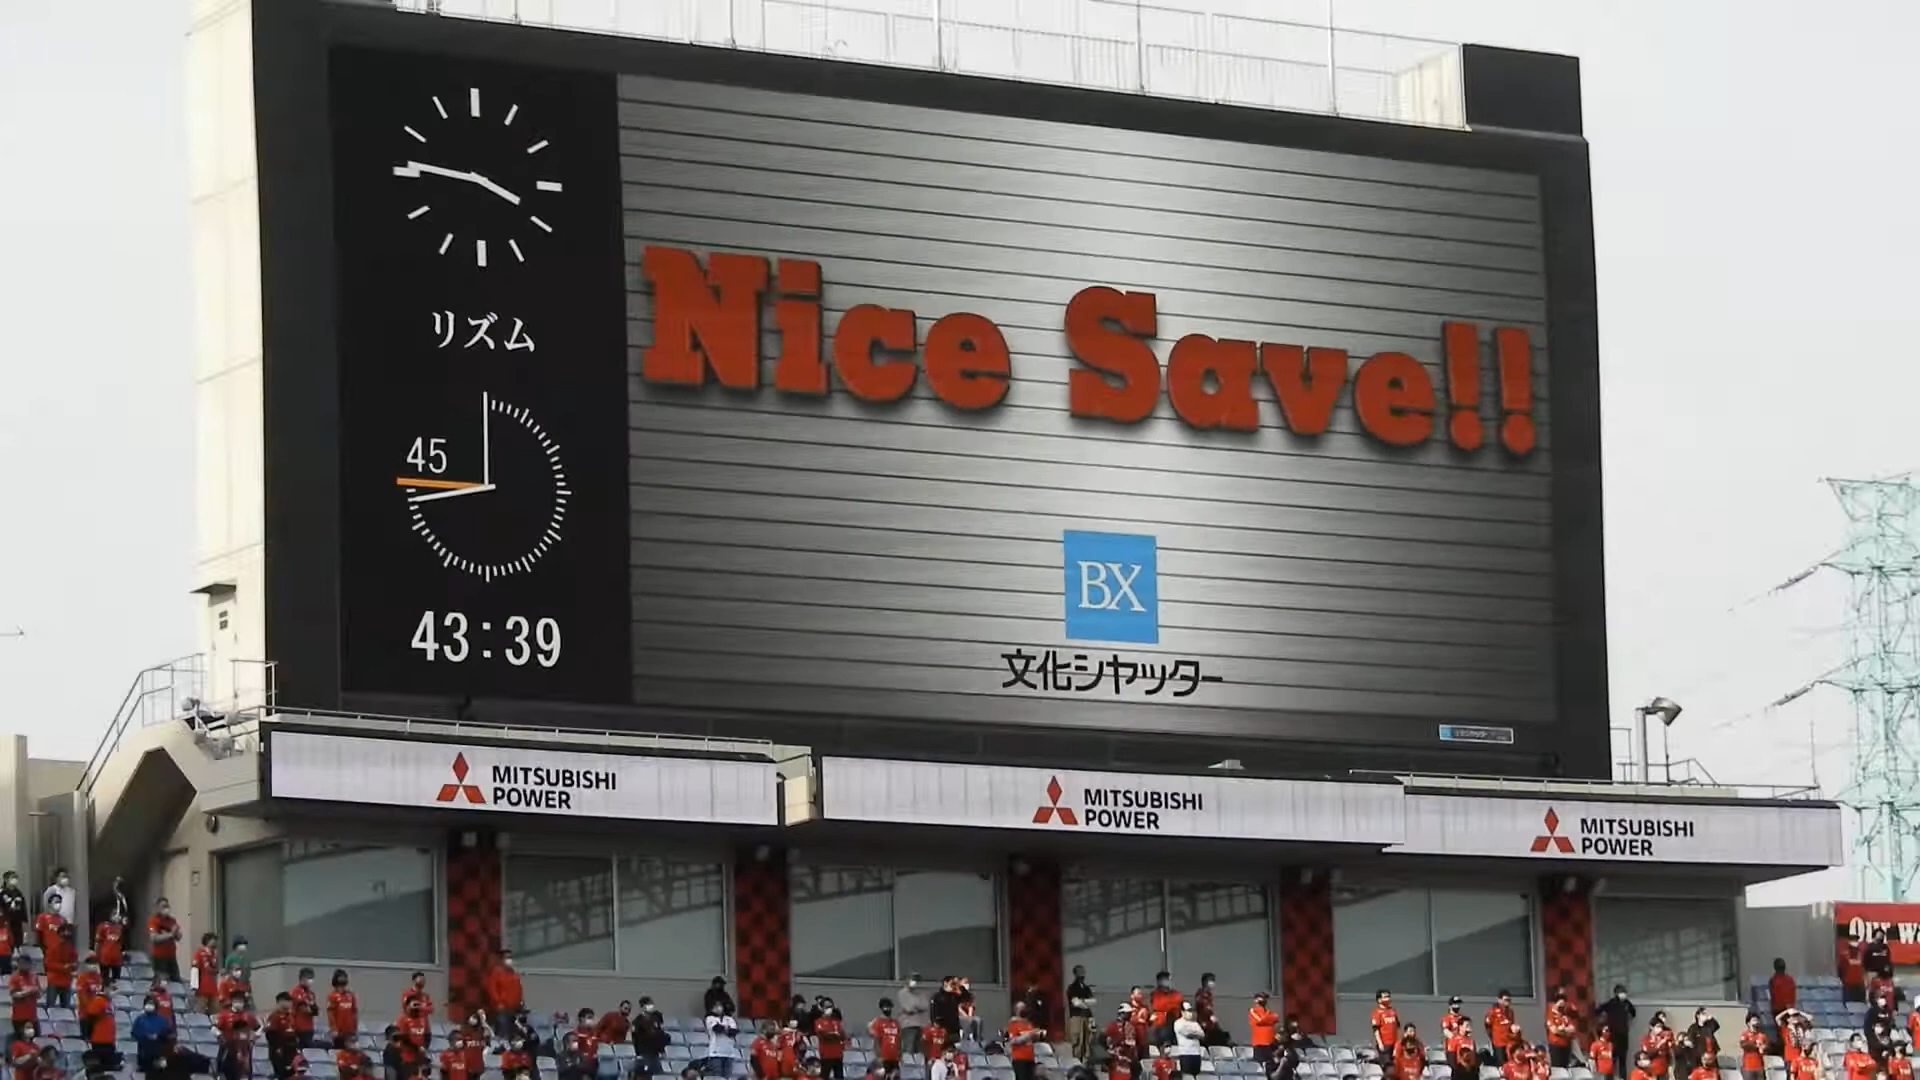 リズム
45
43:39
Nice Save!!
BX
文化シヤッター
MITSUBISHI
POWER
MITSUBISHI
POWER
MITSUBISHI
POWER
Our